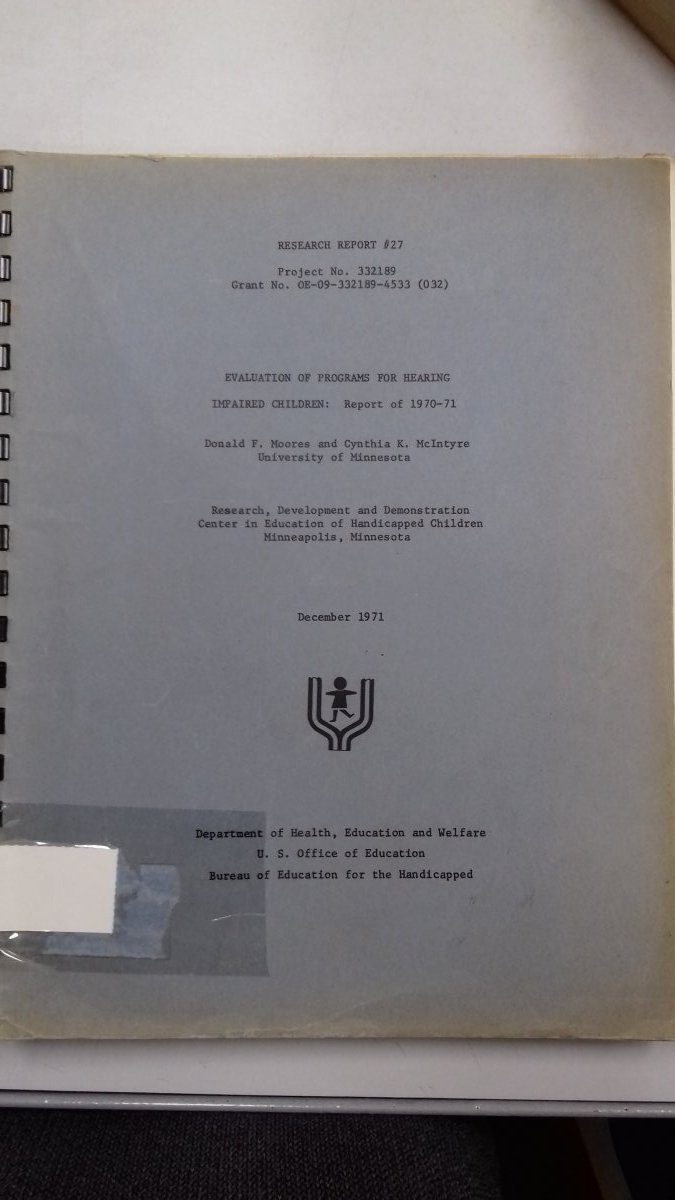 RESEARCH REPORT #27
Project No. 332189
Grant No. OE-09-332189-4533 (032)
EVALUATION OF PROGRAMS FOR HEARING
IMPAIRED CHILDREN: Report of 1970-71
Donald F. Moores and Cynthia K. McIntyre
University of Minnesota
Research, Development and Demonstration
Center in Education of Handicapped Children
Minneapolis, Minnesota
December 1971
Department of Health, Education and Welfare
U. S. Office of Education
Bureau of Education for the Handicapped